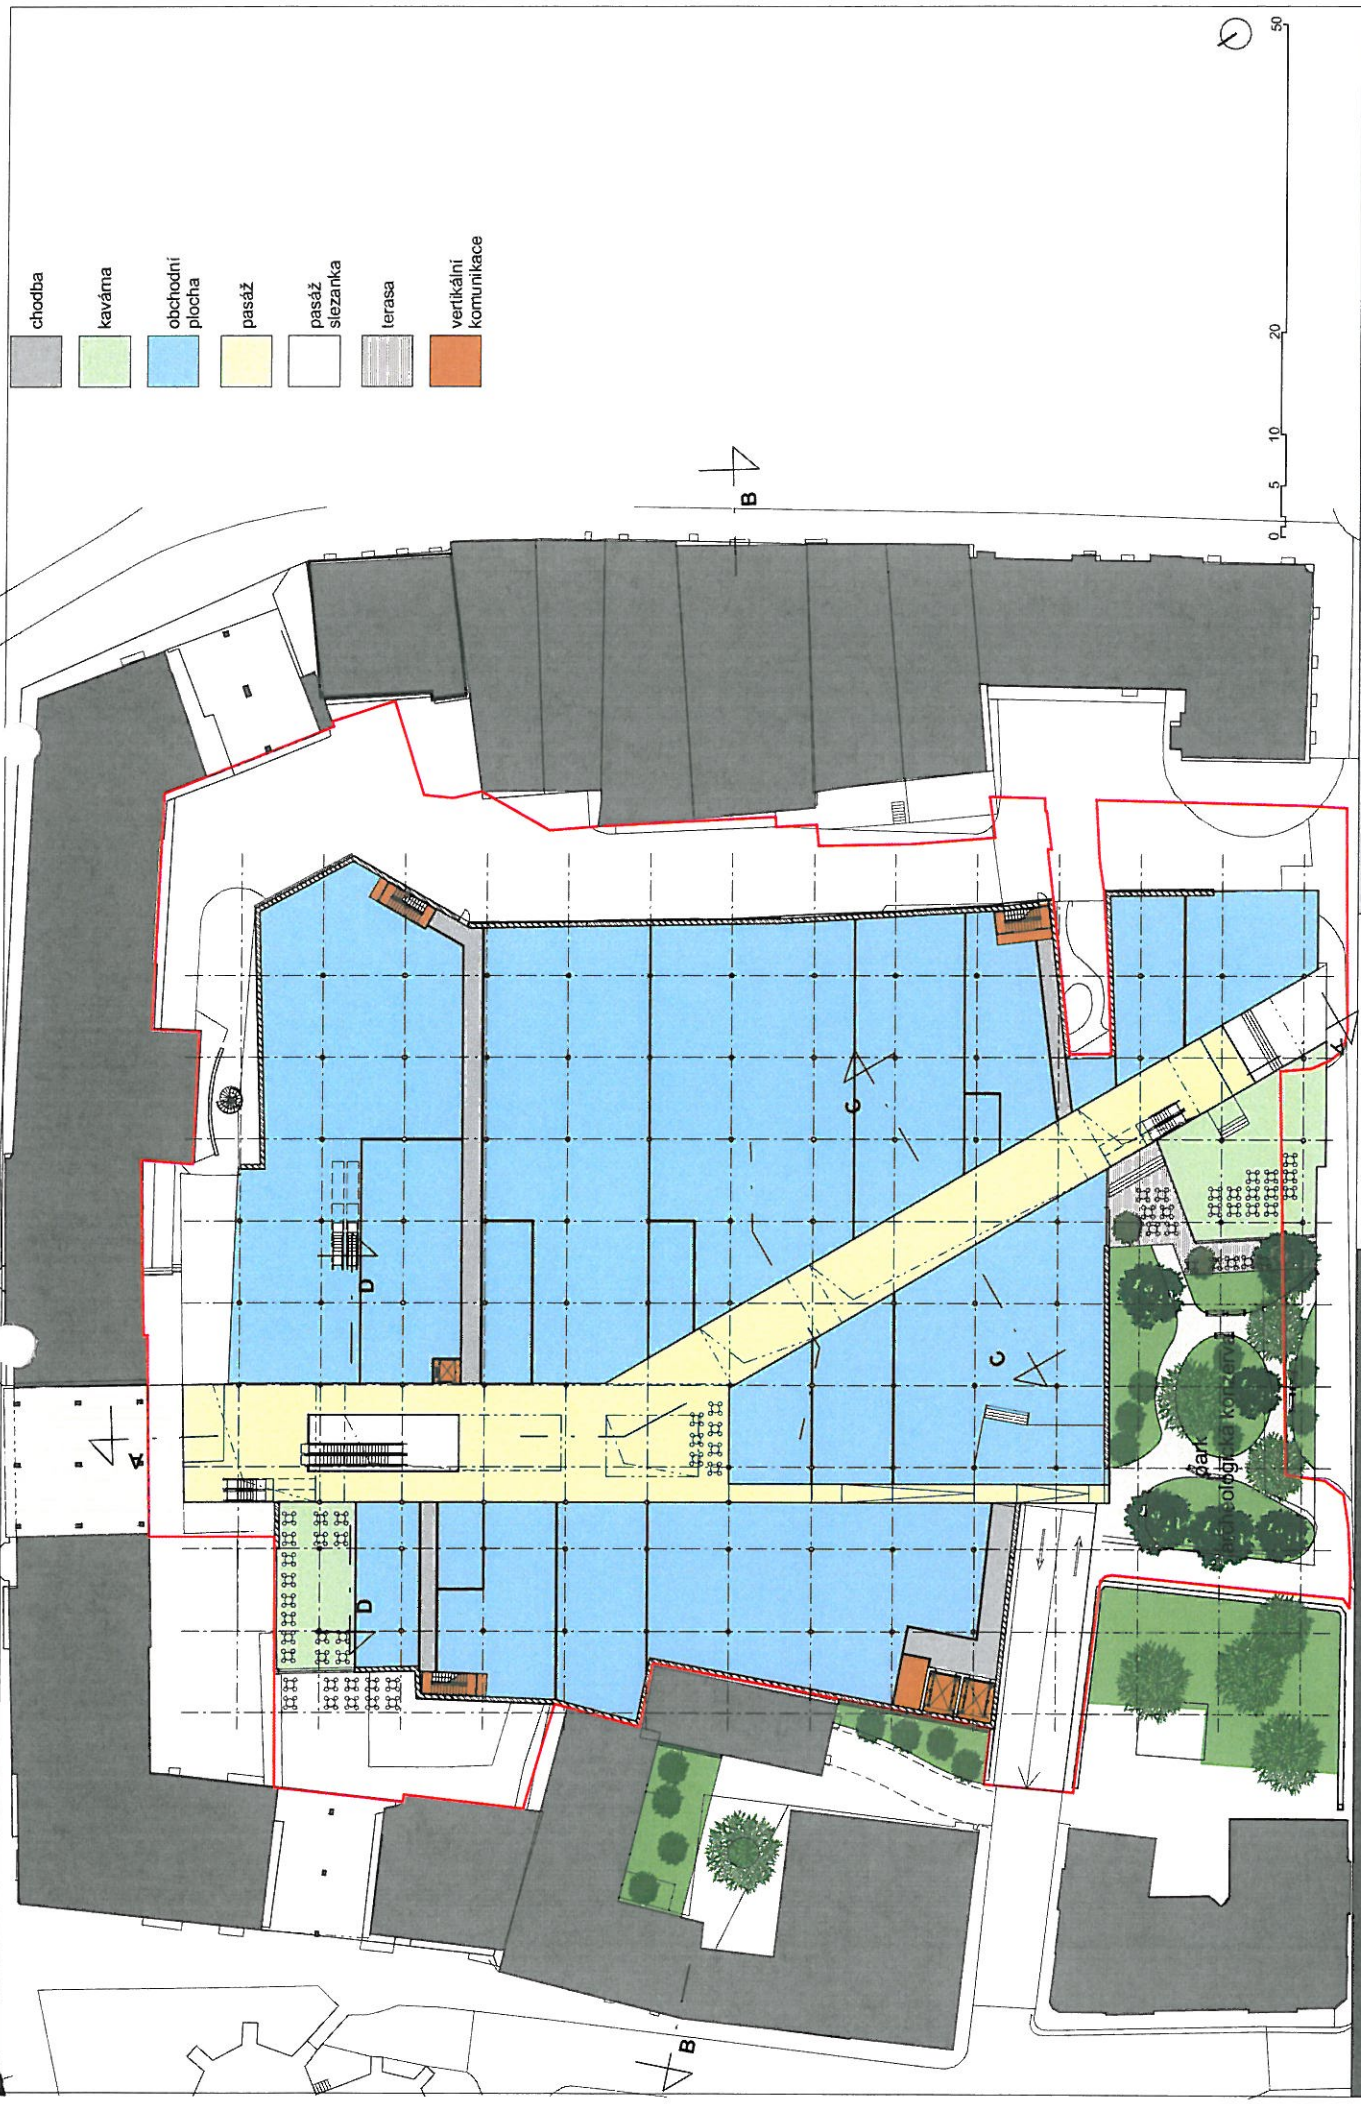 chodba
kavárna
obchodní
plocha
pasáž
pasáž
slezanka
terasa
vertikální
komunikace
0 5 10 20 50
B
B
A
A
C
C
D
D
park